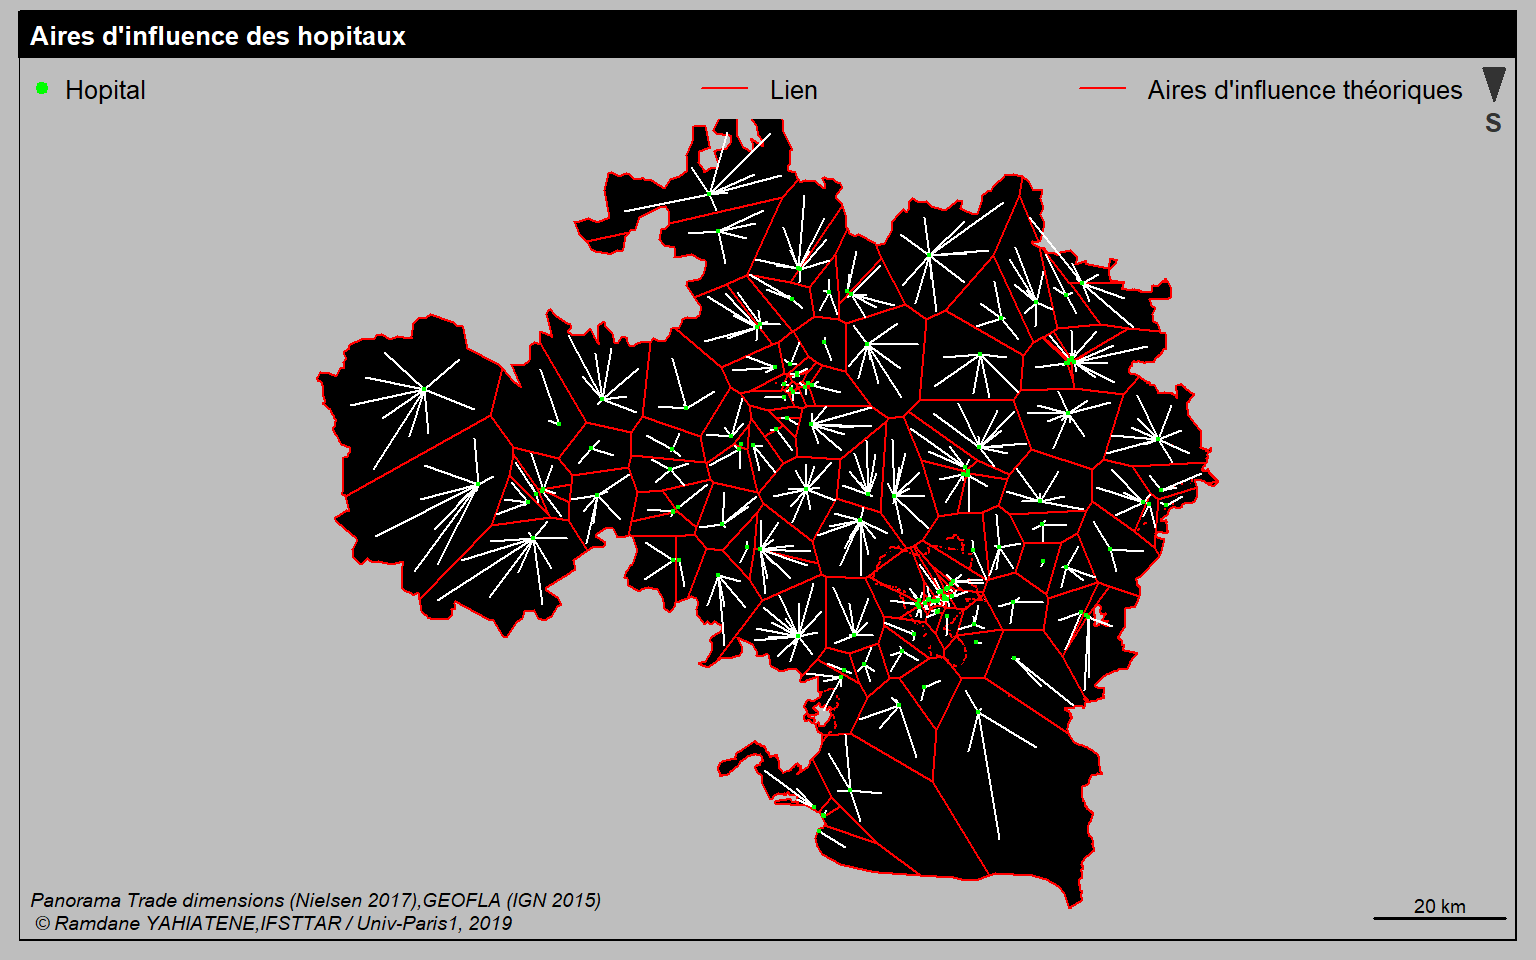 Aires d'influence des hopitaux
Hopital
Lien
Aires d'influence théoriques
S
Panorama Trade dimensions (Nielsen 2017),GEOFLA (IGN 2015)
© Ramdane YAHIATENE,IFSTTAR / Univ-Paris1, 2019
20 km